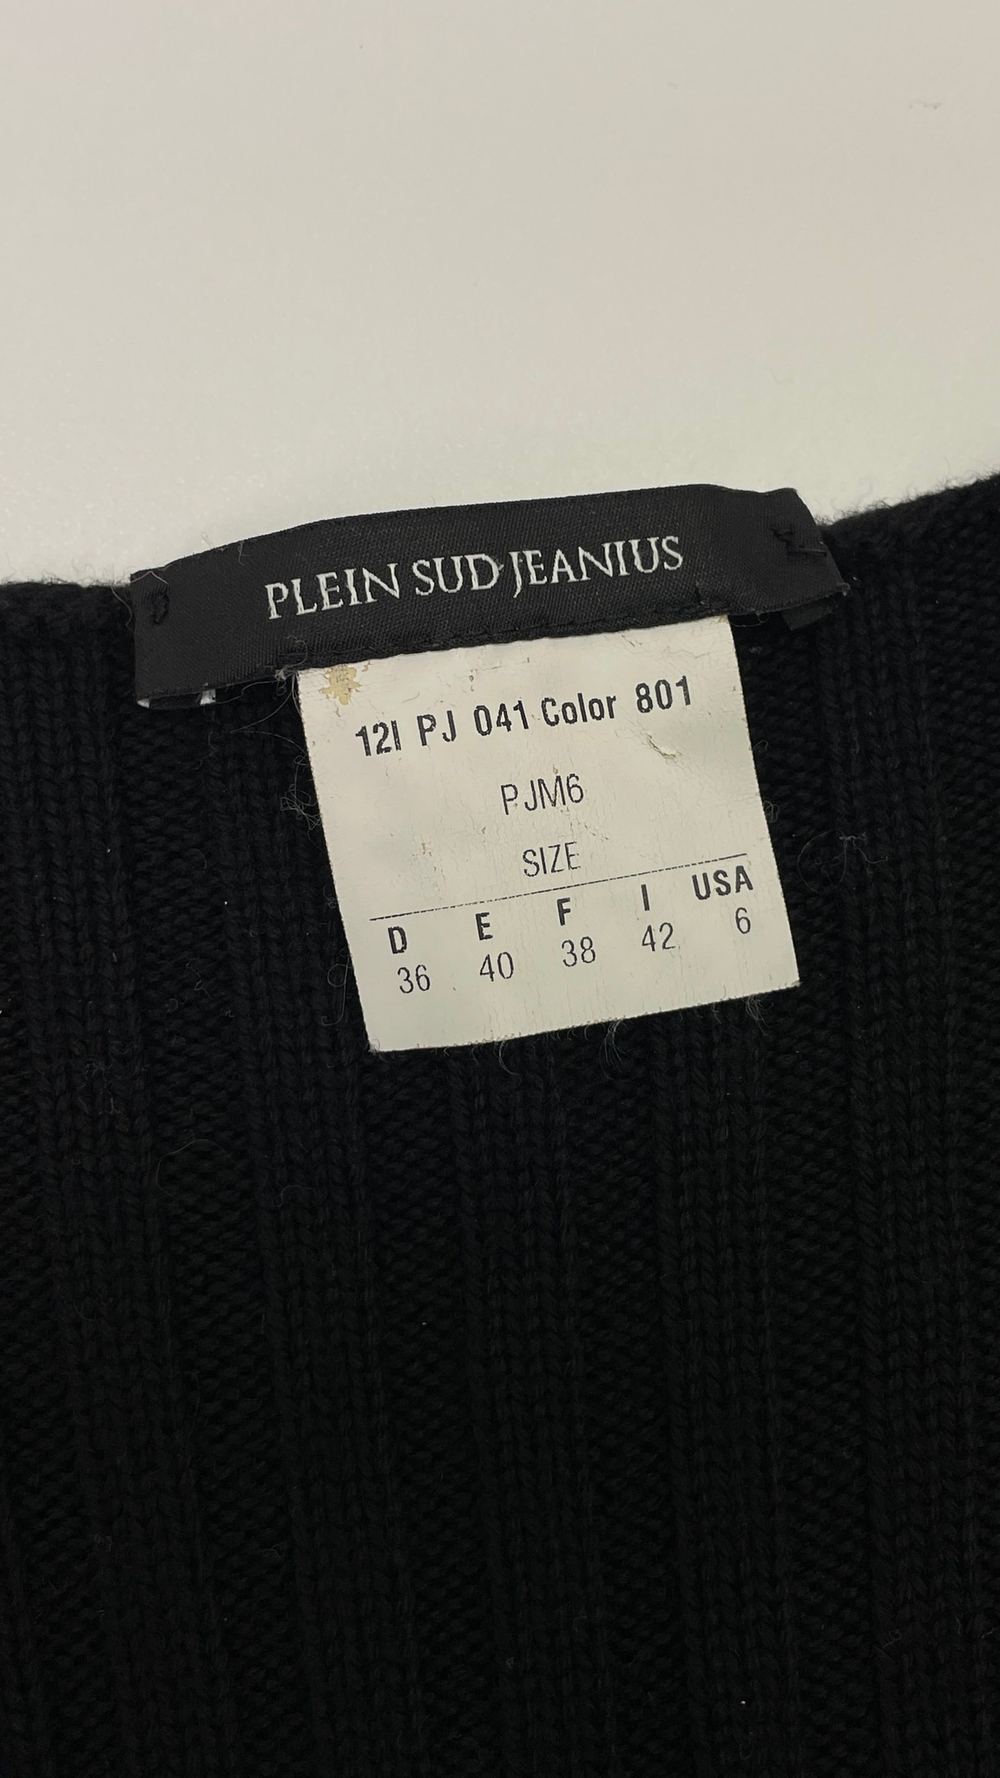 PLEIN SUD JEANIUS
12I PJ 041 Color 801
PJM6
SIZE
D E F I USA
36 40 38 42 6